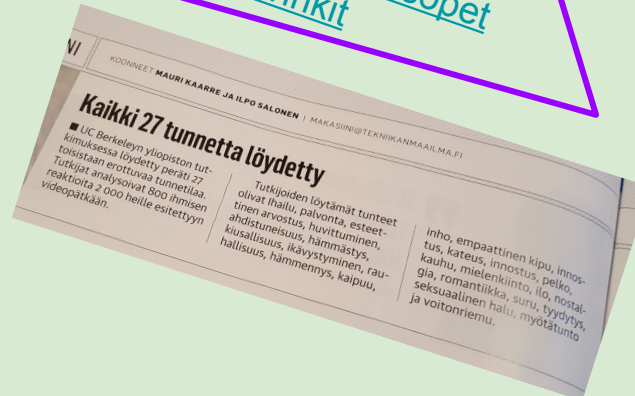 opet
inkit
NI
KOONNEET MAURI KAARRE JA ILPO SALONEN | MAKASIINI@TEKNIIKANMAAILMA.FI
Kaikki 27 tunnetta löydetty
■ UC Berkeleyn yliopiston tut-
kimuksessa löydetty peräti 27
toisistaan erottuvaa tunnetilaa.
Tutkijat analysoivat 800 ihmisen
reaktioita 2 000 heille esitettyyn
videopätkään.
Tutkijoiden löytämät tunteet
olivat Ihailu, palvonta, esteet-
tinen arvostus, huvittuminen,
ahdistuneisuus, hämmästys,
kiusallisuus, ikävystyminen, rau-
hallisuus, hämmennys, kaipuu,
inho, empaattinen kipu, innos-
tus, kateus, innostus, pelko,
kauhu, mielenkiinto, ilo, nostal-
gia, romantiikka, suru, tyydytys,
seksuaalinen halu, myötätunto
ja voitonriemu.